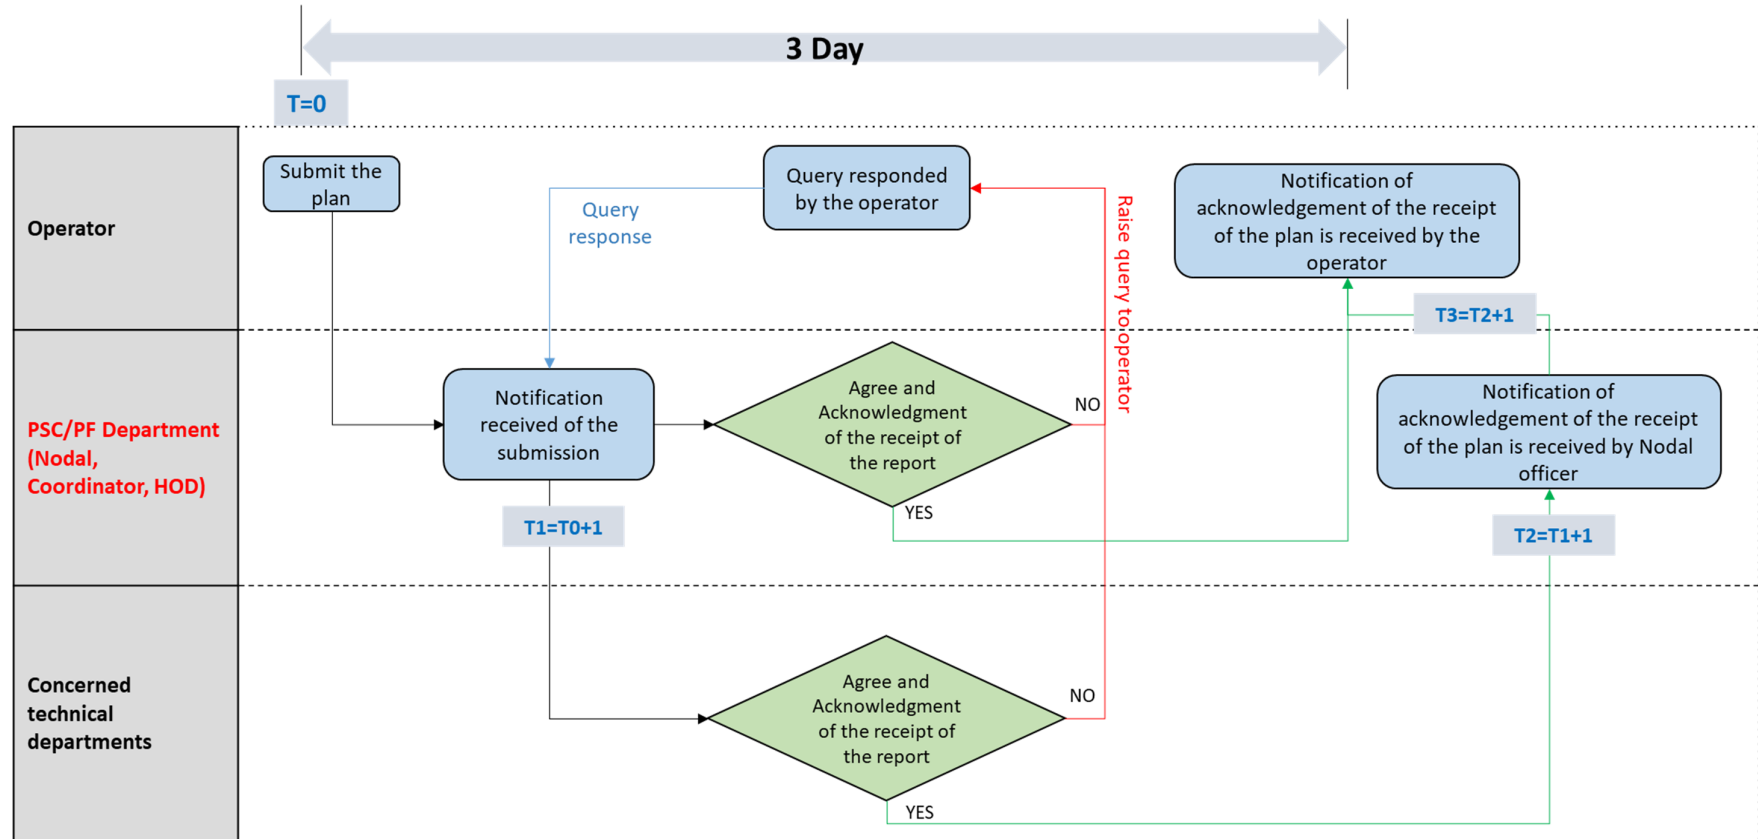 3 Day
T=0
Operator
Submit the
plan
Query
response
Query responded
by the operator
Raise query tooperator
Notification of
acknowledgement of the receipt
of the plan is received by the
operator
T3=T2+1
PSC/PF Department
(Nodal,
Coordinator, HOD)
Notification
received of the
submission
T1=T0+1
Agree and
Acknowledgment
of the receipt of
the report
NO
YES
Notification of
acknowledgement of the receipt
of the plan is received by Nodal
officer
T2=T1+1
Concerned
technical
departments
Agree and
Acknowledgment
of the receipt of
the report
NO
YES